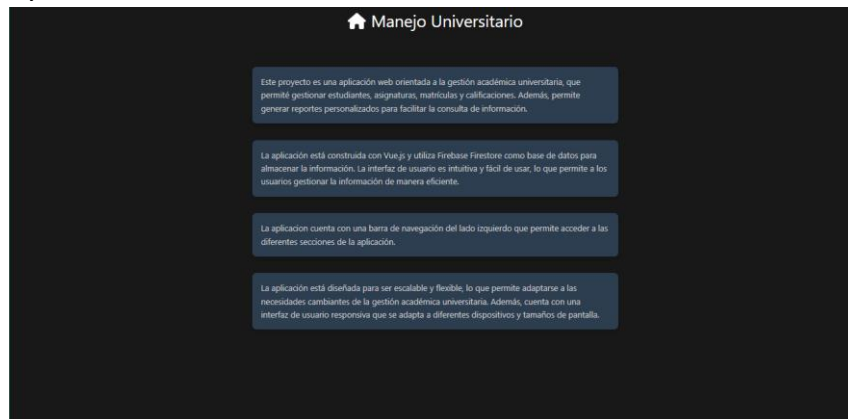 Manejo Universitario
Este proyecto es una aplicación web orientada a la gestión académica universitaria, que
permité gestionar estudiantes, asignaturas, matrículas y calificaciones. Además, permite
generar reportes personalizados para facilitar la consulta de información.
La aplicación está construida con Vue.js y utiliza Firebase Firestore como base de datos para
almacenar la información. La interfaz de usuario es intuitiva y fácil de usar, lo que permite a los
usuarios gestionar la información de manera eficiente.
La aplicacion cuenta con una barra de navegación del lado izquierdo que permite acceder a las
diferentes secciones de la aplicación.
La aplicación está diseñada para ser escalable y flexible, lo que permite adaptarse a las
necesidades cambiantes de la gestión académica universitaria. Además, cuenta con una
interfaz de usuario responsiva que se adapta a diferentes dispositivos y tamaños de pantalla.